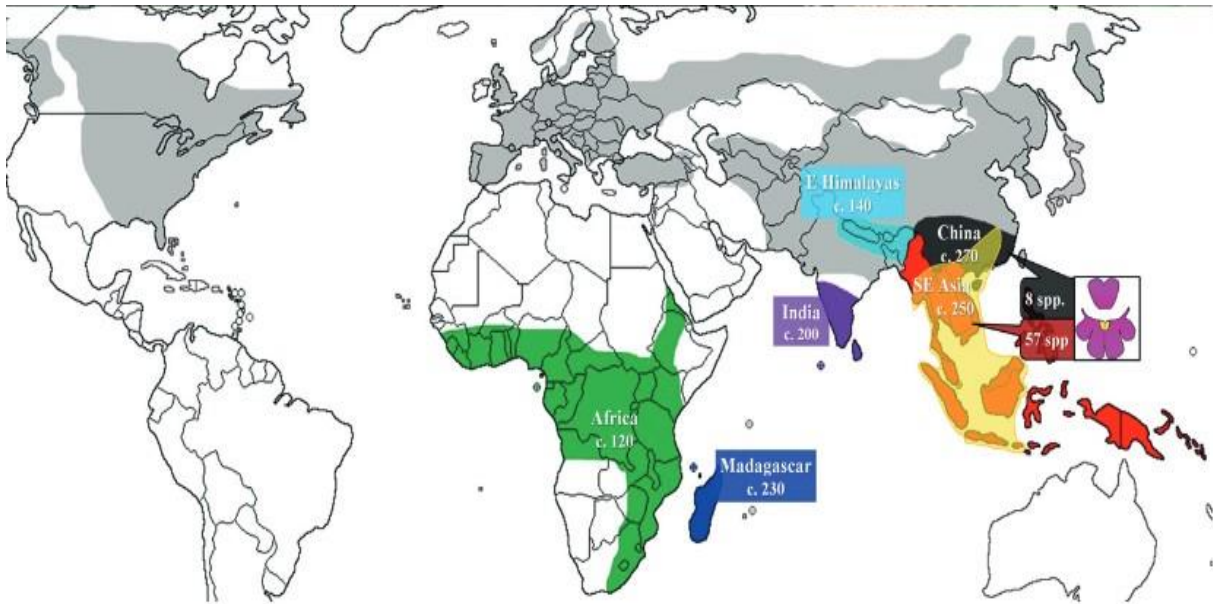 E Himalayas
c. 140
China
c. 270
SE Asia
c. 250
8 spp.
57 spp
India
c. 200
Africa
c. 120
Madagascar
c. 230